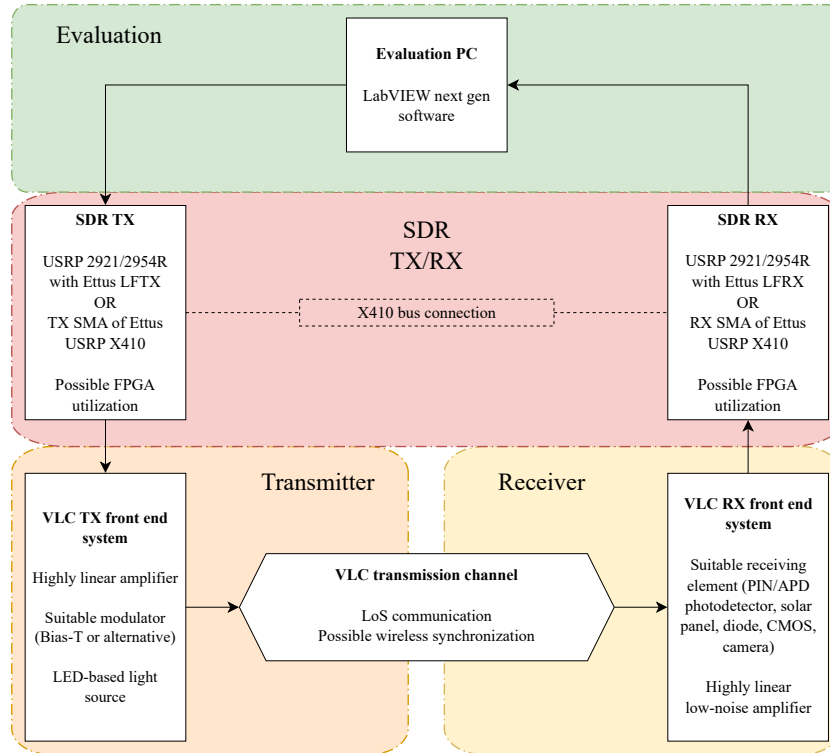 Evaluation
Evaluation PC
LabVIEW next gen
software
SDR TX
USRP 2921/2954R
with Ettus LFTX
OR
TX SMA of Ettus
USRP X410
Possible FPGA
utilization
SDR
TX/RX
X410 bus connection
SDR RX
USRP 2921/2954R
with Ettus LFRX
OR
RX SMA of Ettus
USRP X410
Possible FPGA
utilization
Transmitter
VLC TX front end
system
Highly linear amplifier
Suitable modulator
(Bias-T or alternative)
LED-based light
source
VLC transmission channel
LoS communication
Possible wireless synchronization
Receiver
VLC RX front end
system
Suitable receiving
element (PIN/APD
photodetector, solar
panel, diode, CMOS,
camera)
Highly linear
low-noise amplifier